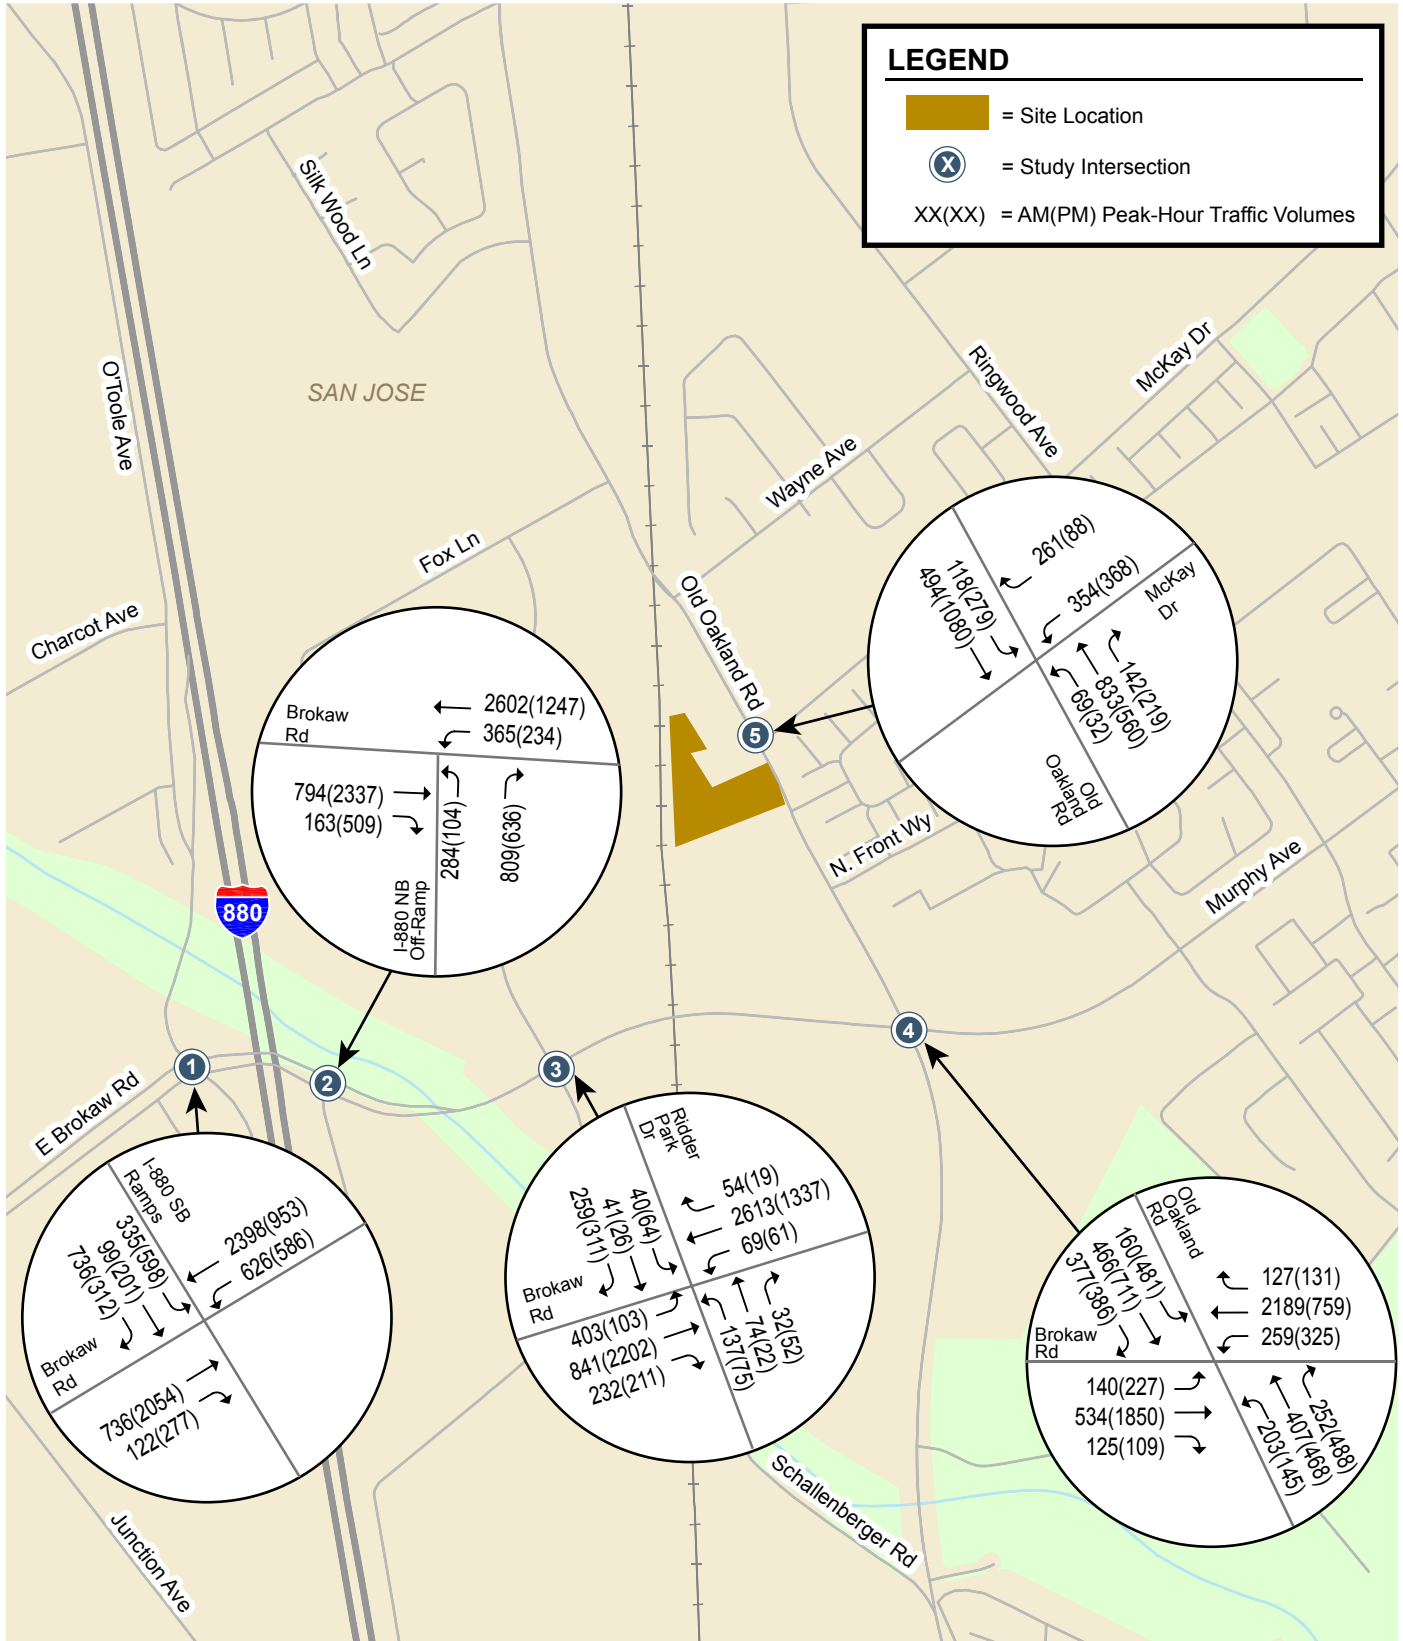 LEGEND
= Site Location
X = Study Intersection
XX(XX) = AM(PM) Peak-Hour Traffic Volumes
Silk Wood Ln
O'Toole Ave
SAN JOSE
Ringwood Ave
McKay Dr
Wayne Ave
Fox Ln
Charcot Ave
Old Oakland Rd
N. Front Wy
Murphy Ave
880
E Brokaw Rd
Junction Ave
Schallenberger Rd
1
2
3
4
5
261(88)
354(368)
118(279)
494(1080)
McKay
Dr
142(219)
833(560)
69(32)
Old
Oakland
Rd
Brokaw
Rd
2602(1247)
365(234)
794(2337)
163(509)
284(104)
809(636)
I-880 NB
Off-Ramp
I-880 SB
Ramps
335(598)
99(201)
736(312)
2398(953)
626(586)
Brokaw
Rd
736(2054)
122(277)
Ridder
Park
Dr
40(64)
41(26)
259(311)
54(19)
2613(1337)
69(61)
Brokaw
Rd
403(103)
841(2202)
232(211)
32(52)
74(22)
137(75)
Old
Oakland
Rd
160(481)
466(711)
377(386)
127(131)
2189(759)
259(325)
Brokaw
Rd
140(227)
534(1850)
125(109)
252(488)
407(468)
203(145)